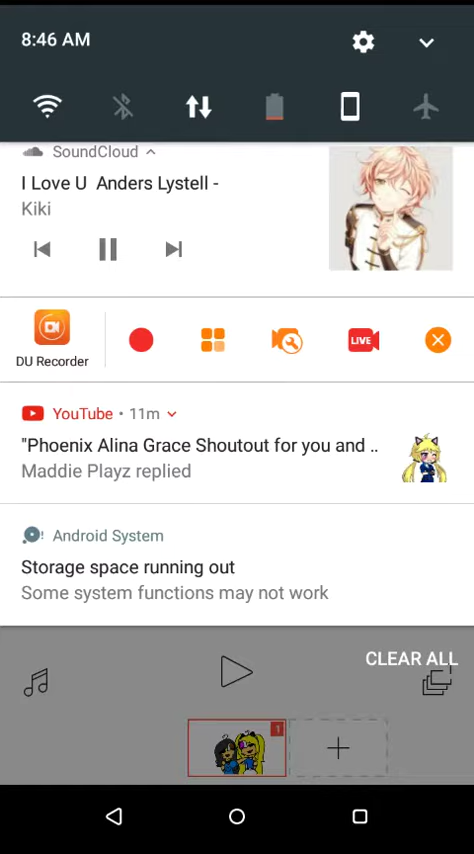 8:46 AM
SoundCloud
I Love U  Anders Lystell -
Kiki
DU Recorder
LIVE
YouTube • 11m
"Phoenix Alina Grace Shoutout for you and ..
Maddie Playz replied
Android System
Storage space running out
Some system functions may not work
CLEAR ALL
1